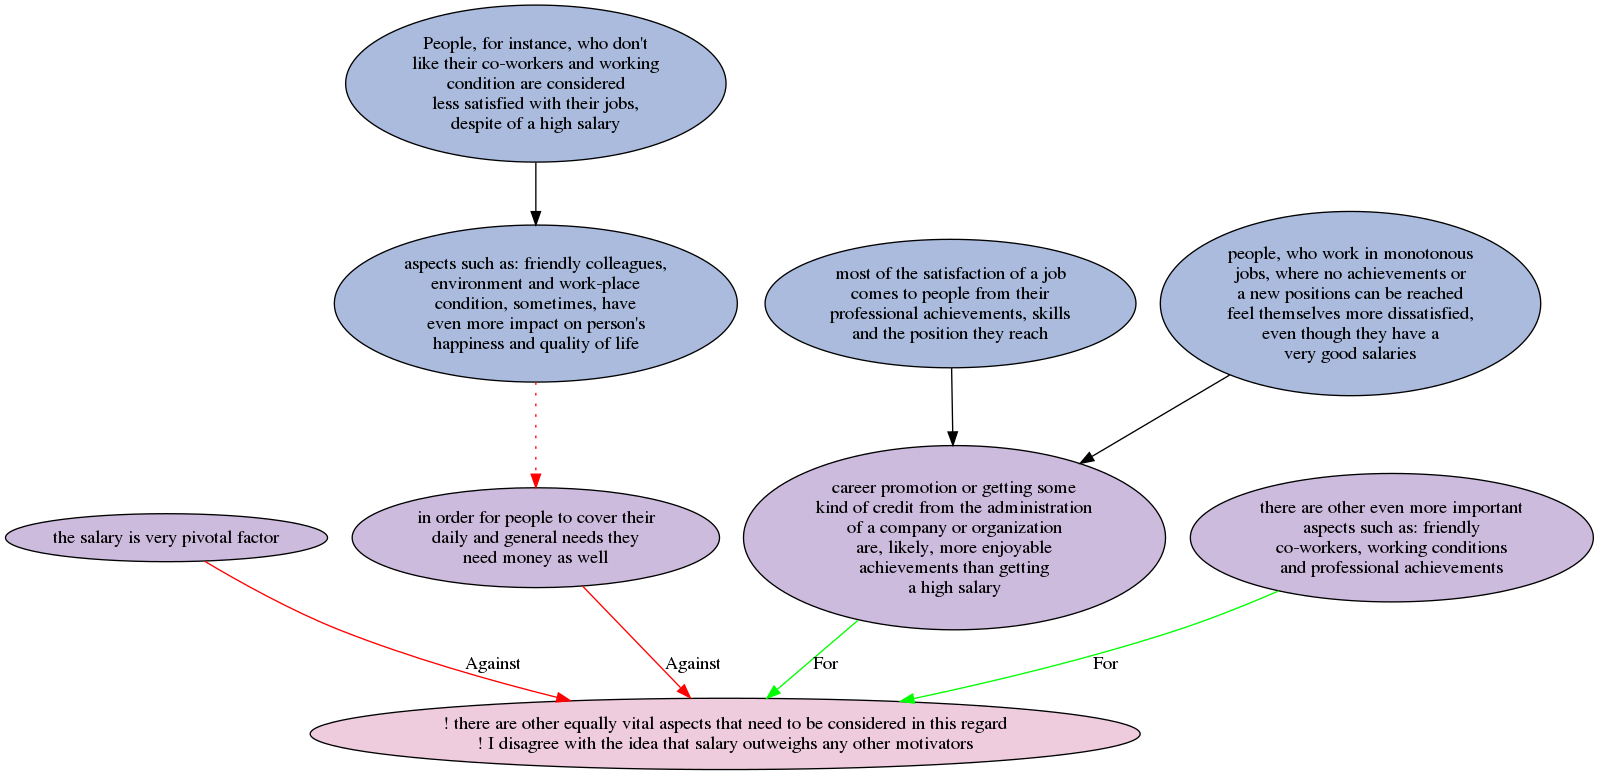 People, for instance, who don't
like their co-workers and working
condition are considered
less satisfied with their jobs,
despite of a high salary
aspects such as: friendly colleagues,
environment and work-place
condition, sometimes, have
even more impact on person's
happiness and quality of life
most of the satisfaction of a job
comes to people from their
professional achievements, skills
and the position they reach
people, who work in monotonous
jobs, where no achievements or
a new positions can be reached
feel themselves more dissatisfied,
even though they have a
very good salaries
the salary is very pivotal factor
in order for people to cover their
daily and general needs they
need money as well
career promotion or getting some
kind of credit from the administration
of a company or organization
are, likely, more enjoyable
achievements than getting
a high salary
there are other even more important
aspects such as: friendly
co-workers, working conditions
and professional achievements
Against
Against
For
For
! there are other equally vital aspects that need to be considered in this regard
! I disagree with the idea that salary outweighs any other motivators